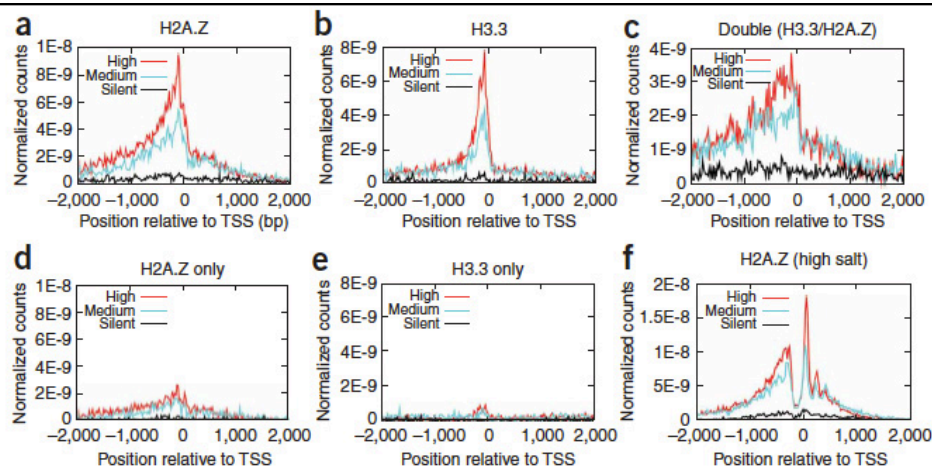 a
H2A.Z
Normalized counts
1E-8
8E-9
6E-9
4E-9
2E-9
0
High
Medium
Silent
−2,000 −1,000 0 1,000 2,000
Position relative to TSS (bp)
b
H3.3
Normalized counts
8E-9
6E-9
4E-9
2E-9
0
High
Medium
Silent
−2,000 −1,000 0 1,000 2,000
Position relative to TSS
c
Double (H3.3/H2A.Z)
Normalized counts
4E-9
3E-9
2E-9
1E-9
0
High
Medium
Silent
−2,000 −1,000 0 1,000 2,000
Position relative to TSS
d
H2A.Z only
Normalized counts
1E-8
8E-9
6E-9
4E-9
2E-9
0
High
Medium
Silent
−2,000 −1,000 0 1,000 2,000
Position relative to TSS
e
H3.3 only
Normalized counts
8E-9
6E-9
4E-9
2E-9
0
High
Medium
Silent
−2,000 −1,000 0 1,000 2,000
Position relative to TSS
f
H2A.Z (high salt)
Normalized counts
2E-8
1.5E-8
1E-8
5E-9
0
High
Medium
Silent
−2,000 −1,000 0 1,000 2,000
Position relative to TSS